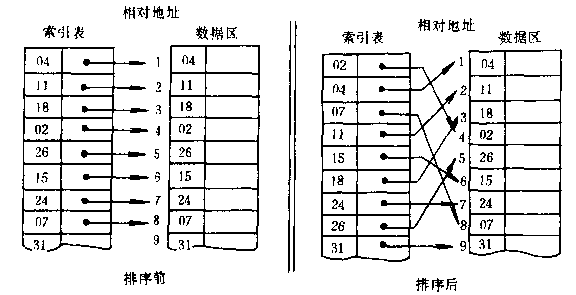 相对地址
索引表 数据区
04 1 04
11 2 11
18 3 18
02 4 02
26 5 26
15 6 15
24 7 24
07 8 07
31 9 31
排序前
相对地址
索引表 数据区
02 1 04
04 2 11
07 3 18
11 4 02
15 5 26
18 6 15
24 7 24
26 8 07
31 9 31
排序后